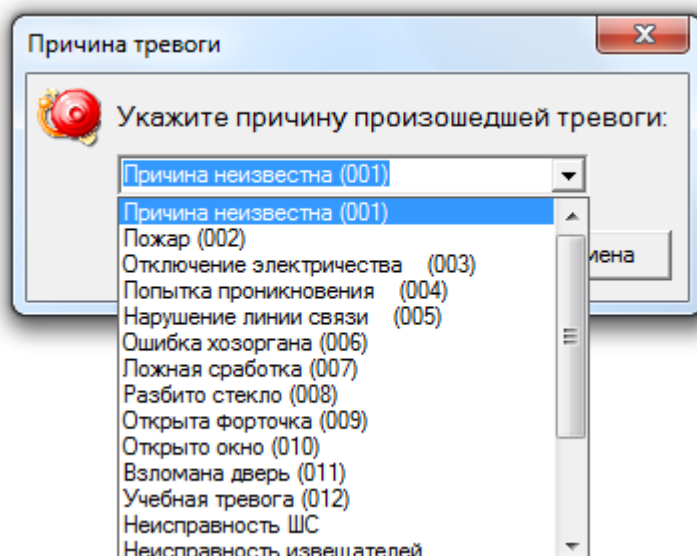 Причина тревоги
Укажите причину произошедшей тревоги:
Причина неизвестна (001)
Причина неизвестна (001)
Пожар (002)
Отключение электричества (003)
Попытка проникновения (004)
Нарушение линии связи (005)
Ошибка хозоргана (006)
Ложная сработка (007)
Разбито стекло (008)
Открыта форточка (009)
Открыто окно (010)
Взломана дверь (011)
Учебная тревога (012)
Неисправность ШС
Неисправность извещателей